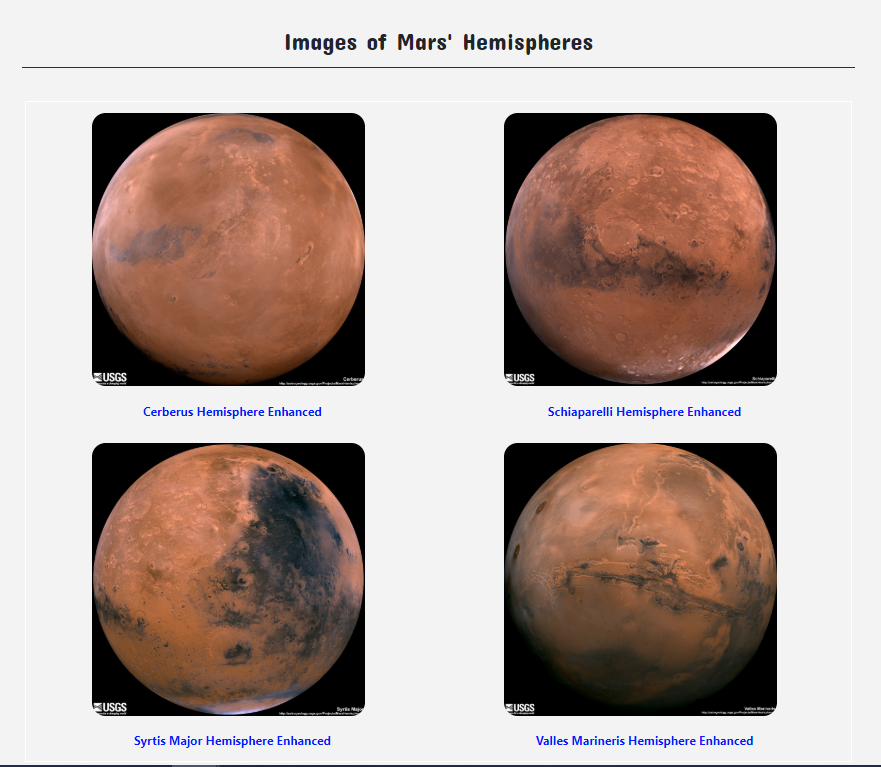 Images of Mars' Hemispheres
USGS
Cerberus
USGS
Schiaparelli
Cerberus Hemisphere Enhanced
Schiaparelli Hemisphere Enhanced
USGS
Syrtis Major
USGS
Valles Marineris
Syrtis Major Hemisphere Enhanced
Valles Marineris Hemisphere Enhanced